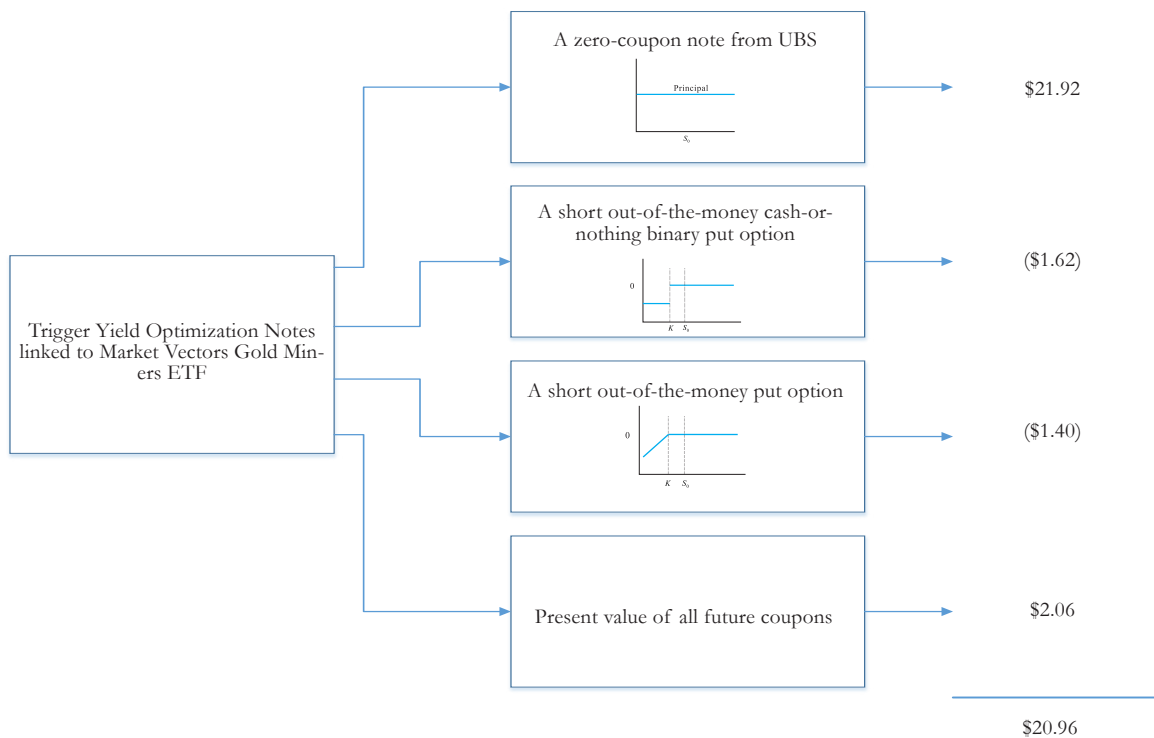 Trigger Yield Optimization Notes
linked to Market Vectors Gold Min-
ers ETF
A zero-coupon note from UBS
Principal
S₀
$21.92
A short out-of-the-money cash-or-
nothing binary put option
0
K S₀
($1.62)
A short out-of-the-money put option
0
K S₀
($1.40)
Present value of all future coupons
$2.06
$20.96